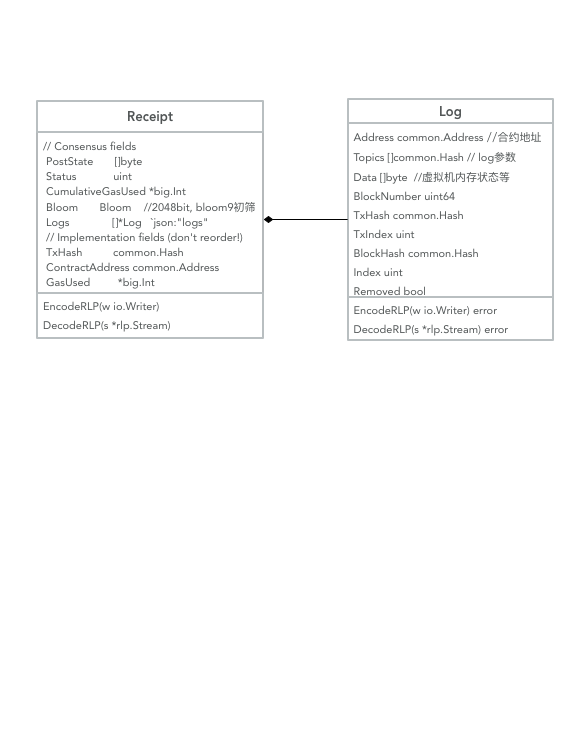 Receipt
// Consensus fields
PostState []byte
Status uint
CumulativeGasUsed *big.Int
Bloom Bloom //2048bit, bloom9初筛
Logs []*Log `json:"logs"
// Implementation fields (don't reorder!)
TxHash common.Hash
ContractAddress common.Address
GasUsed *big.Int
EncodeRLP(w io.Writer)
DecodeRLP(s *rlp.Stream)
Log
Address common.Address //合约地址
Topics []common.Hash // log参数
Data []byte //虚拟机内存状态等
BlockNumber uint64
TxHash common.Hash
TxIndex uint
BlockHash common.Hash
Index uint
Removed bool
EncodeRLP(w io.Writer) error
DecodeRLP(s *rlp.Stream) error